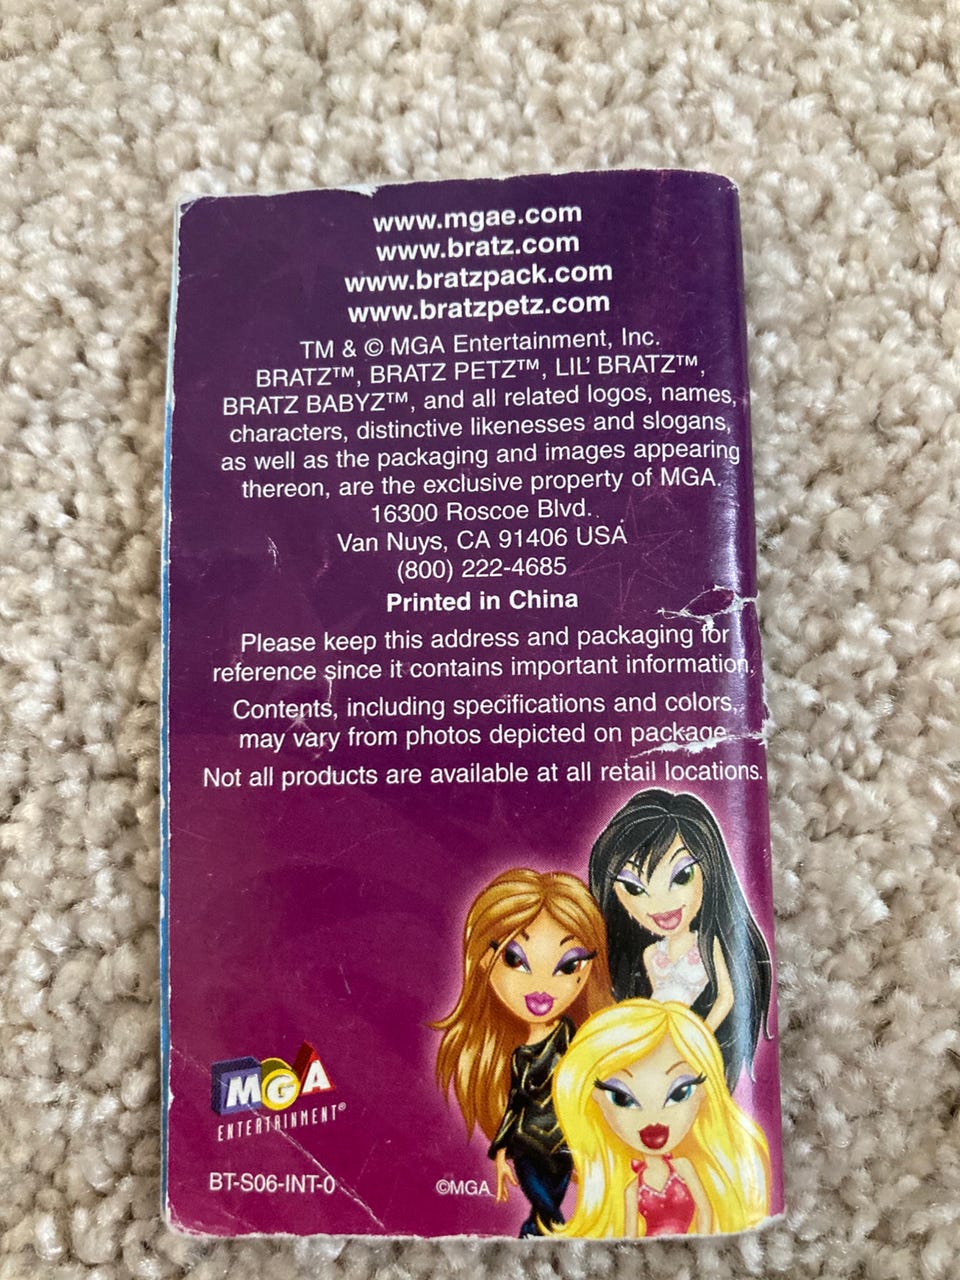 www.mgae.com
www.bratz.com
www.bratzpack.com
www.bratzpetz.com
TM & © MGA Entertainment, Inc.
BRATZ™, BRATZ PETZ™, LIL' BRATZ™,
BRATZ BABYZ™, and all related logos, names,
characters, distinctive likenesses and slogans,
as well as the packaging and images appearing
thereon, are the exclusive property of MGA.
16300 Roscoe Blvd.
Van Nuys, CA 91406 USA
(800) 222-4685
Printed in China
Please keep this address and packaging for
reference since it contains important information.
Contents, including specifications and colors,
may vary from photos depicted on package.
Not all products are available at all retail locations.
MGA
ENTERTAINMENT®
BT-S06-INT-0
©MGA